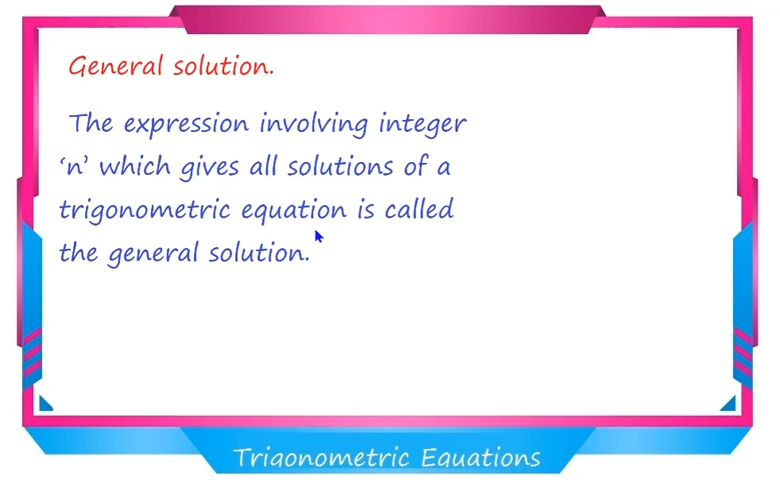 General solution.
The expression involving integer
‘n’ which gives all solutions of a
trigonometric equation is called
the general solution.
Trigonometric Equations